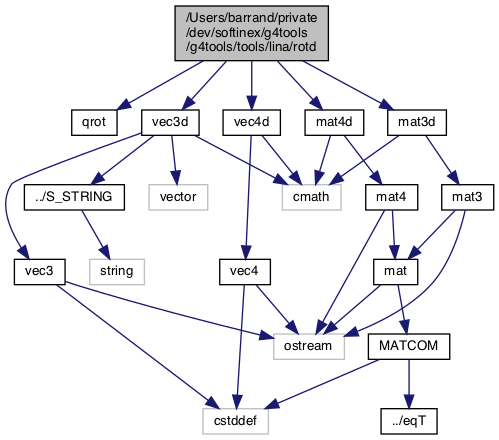 /Users/barrand/private
/dev/softinex/g4tools
/g4tools/tools/lina/rotd
qrot
vec3d
vec4d
mat4d
mat3d
../S_STRING
vector
cmath
mat4
mat3
vec3
string
vec4
mat
ostream
MATCOM
cstddef
../eqT